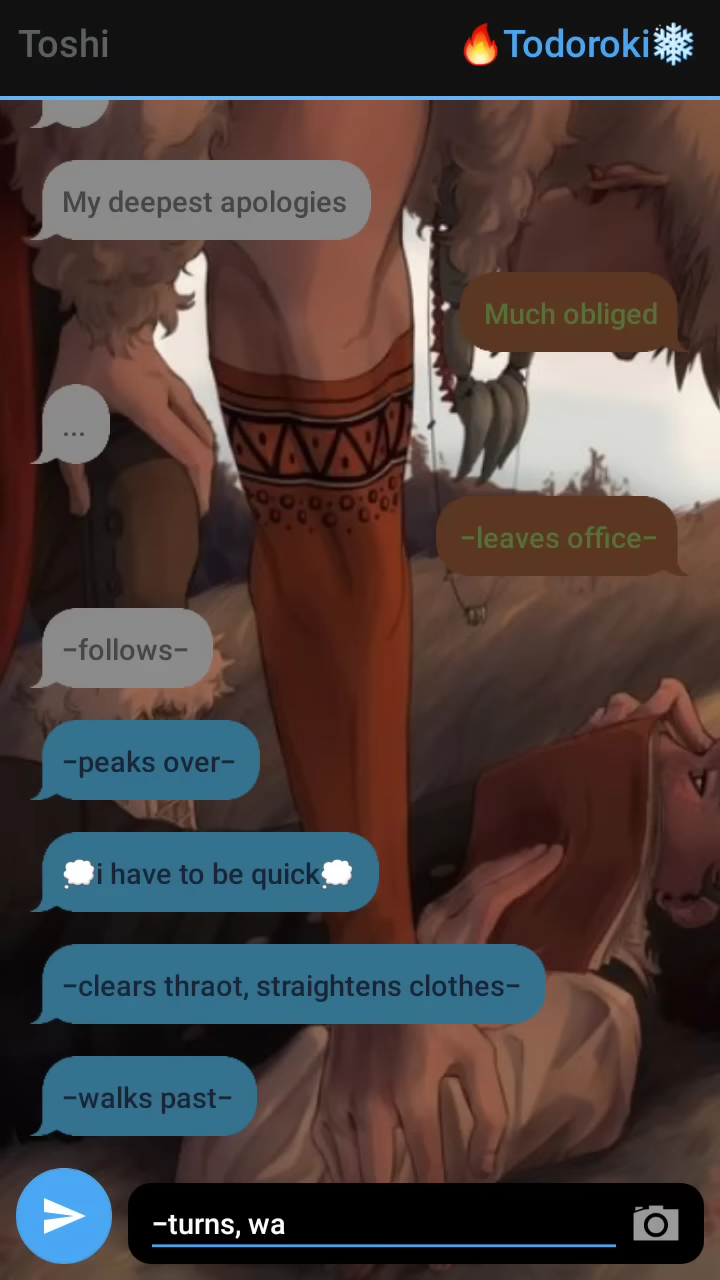 Toshi
🔥Todoroki❄
My deepest apologies
Much obliged
...
−leaves office−
−follows−
−peaks over−
💭i have to be quick💭
−clears thraot, straightens clothes−
−walks past−
−turns, wa